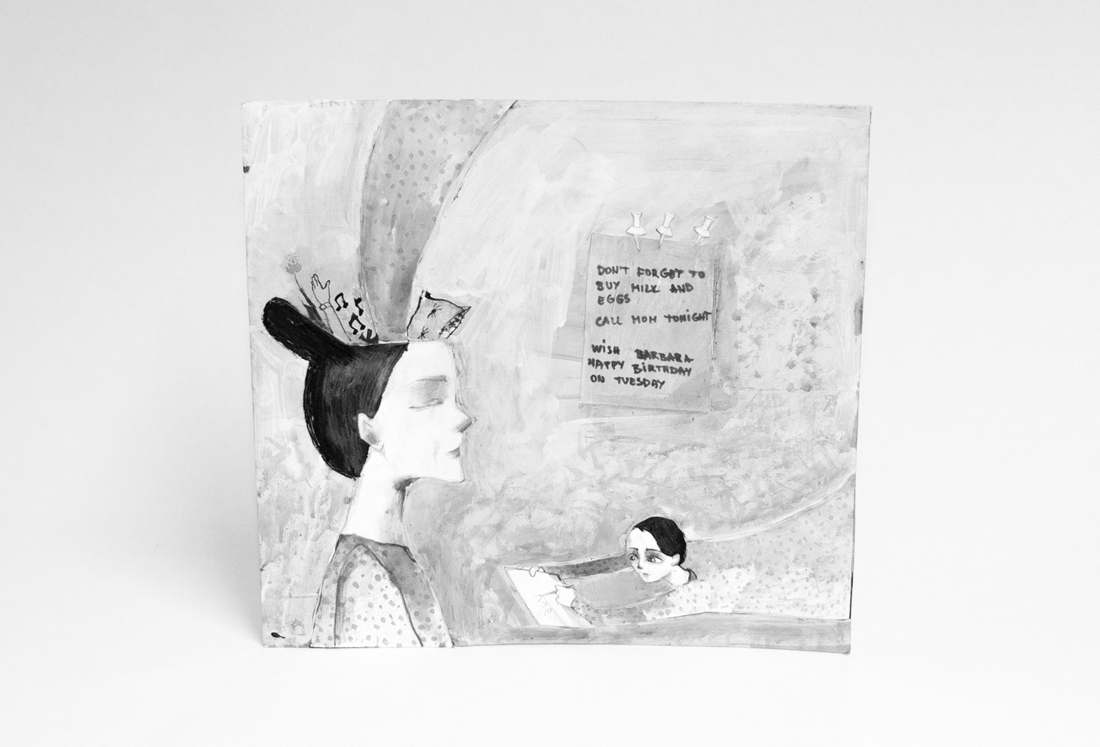 DON'T FORGET TO
BUY MILK AND
EGGS
CALL MOM TONIGHT
WISH BARBARA
HAPPY BIRTHDAY
ON TUESDAY